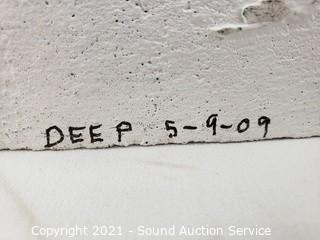 DEEP 5-9-09
Copyright 2021 - Sound Auction Service